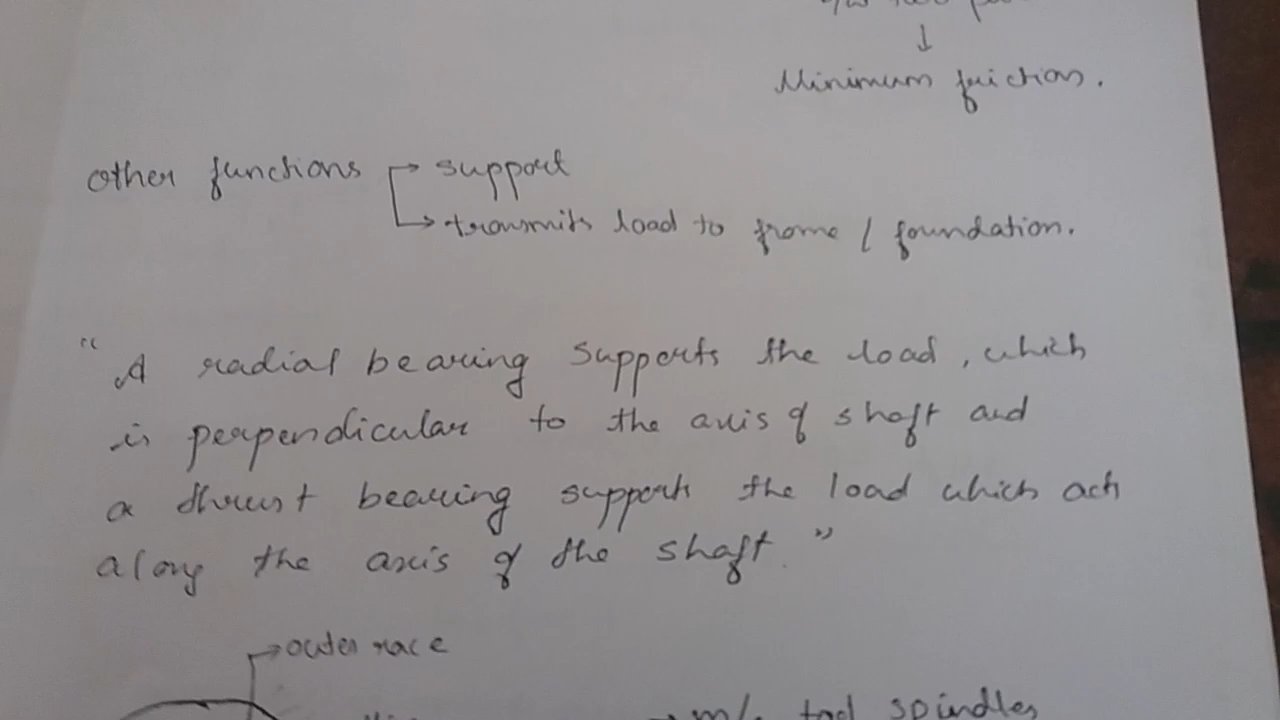 ↓
Minimum friction.
other functions → support
→ transmits load to frame / foundation.
" A radial bearing supports the load, which
is perpendicular to the axis of shaft and
a thrust bearing supports the load which acts
along the axis of the shaft. "
→ outer race
→ m/c tool spindles